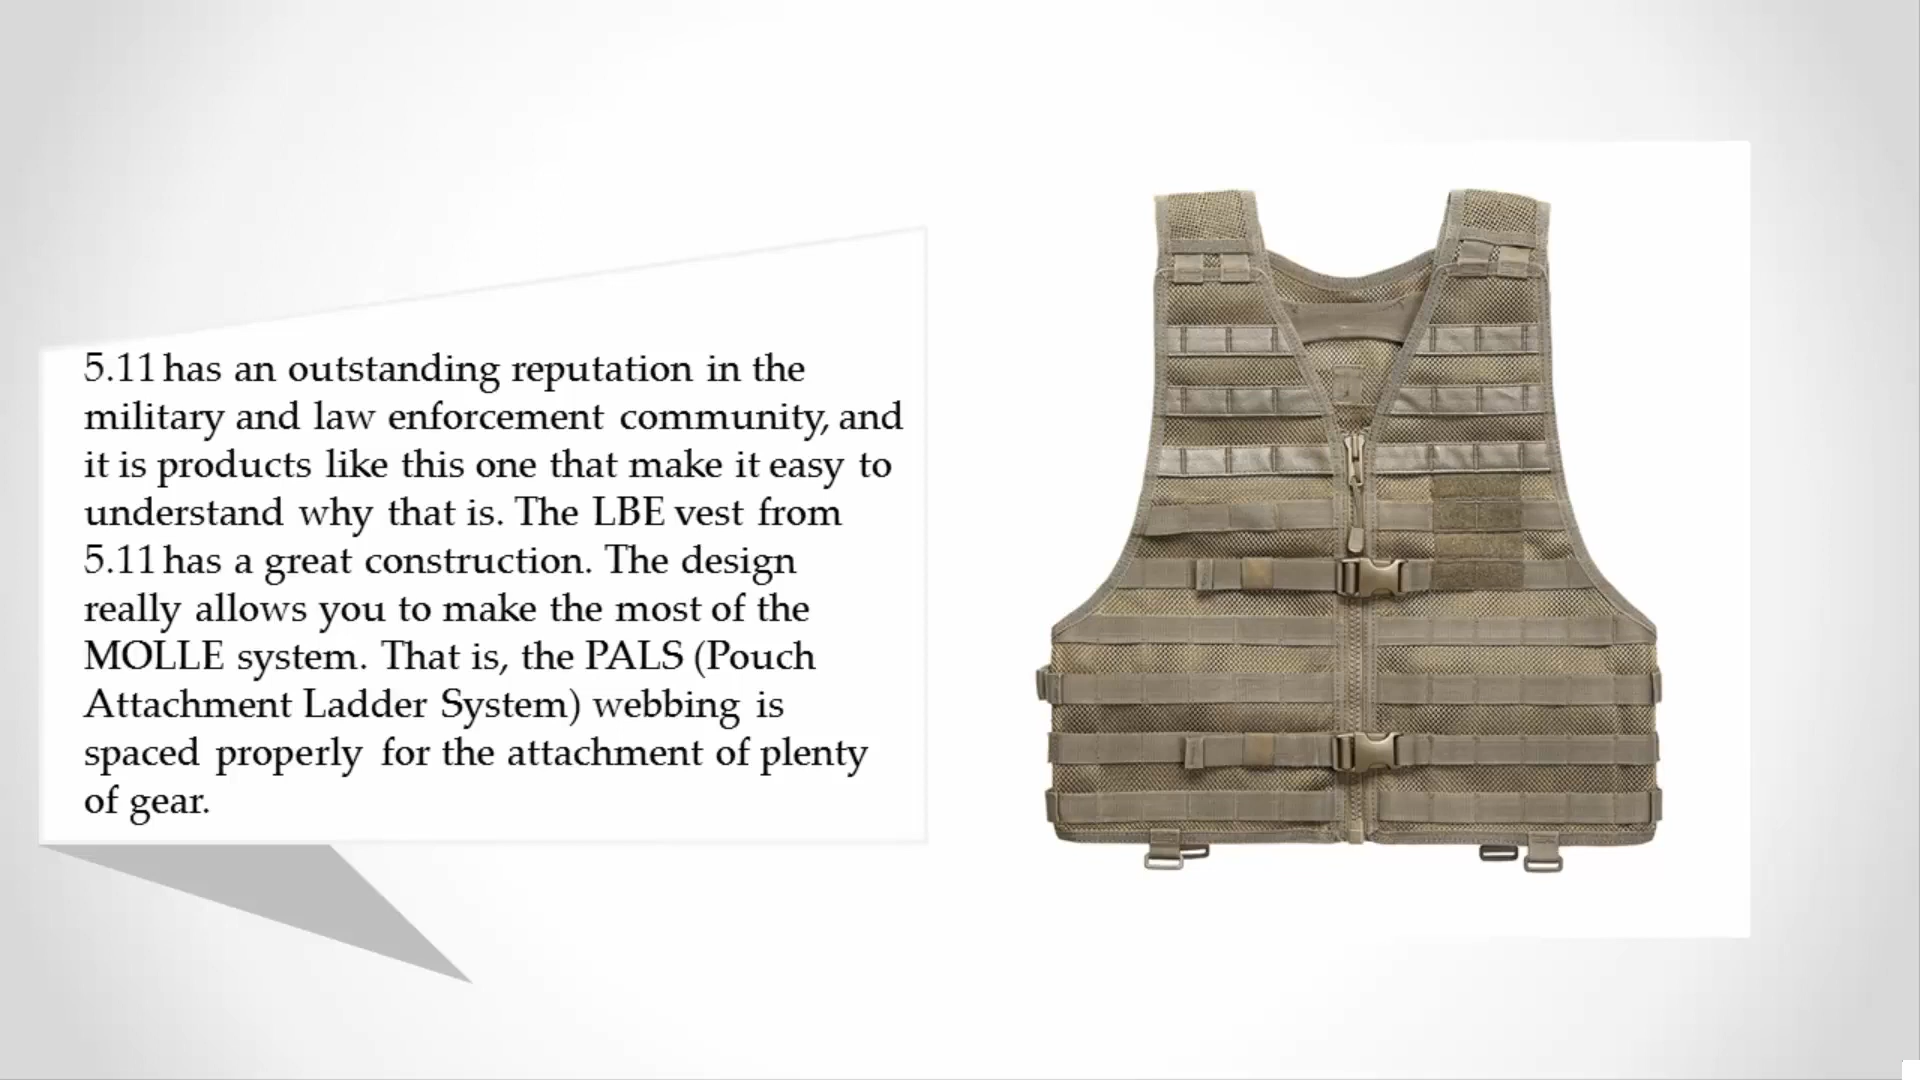 5.11 has an outstanding reputation in the
military and law enforcement community, and
it is products like this one that make it easy to
understand why that is. The LBE vest from
5.11 has a great construction. The design
really allows you to make the most of the
MOLLE system. That is, the PALS (Pouch
Attachment Ladder System) webbing is
spaced properly for the attachment of plenty
of gear.